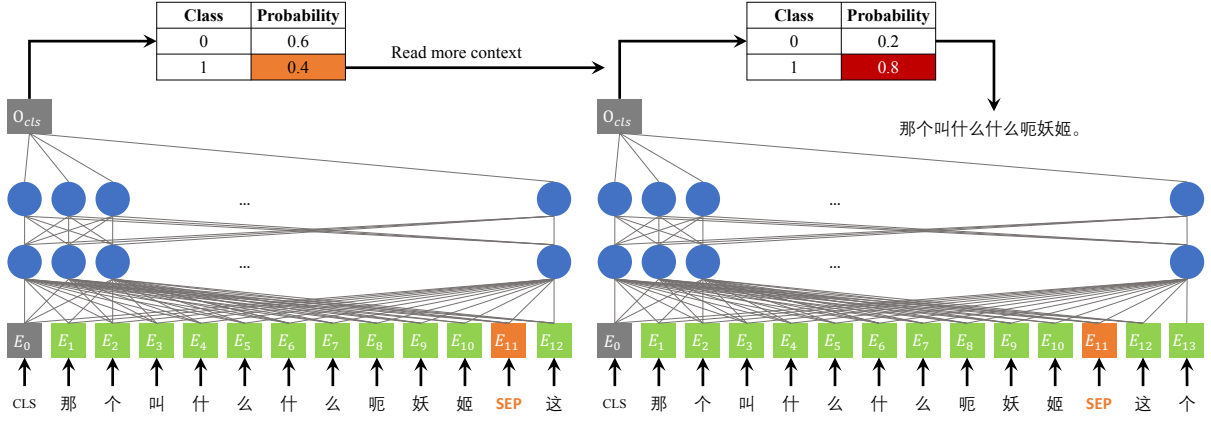 Class Probability
0 0.6
1 0.4
Read more context
Class Probability
0 0.2
1 0.8
O_cls
O_cls
那个叫什么什么呃妖姬。
...
...
...
...
E_0 E_1 E_2 E_3 E_4 E_5 E_6 E_7 E_8 E_9 E_10 E_11 E_12
E_0 E_1 E_2 E_3 E_4 E_5 E_6 E_7 E_8 E_9 E_10 E_11 E_12 E_13
CLS 那 个 叫 什 么 什 么 呃 妖 姬 SEP 这
CLS 那 个 叫 什 么 什 么 呃 妖 姬 SEP 这 个